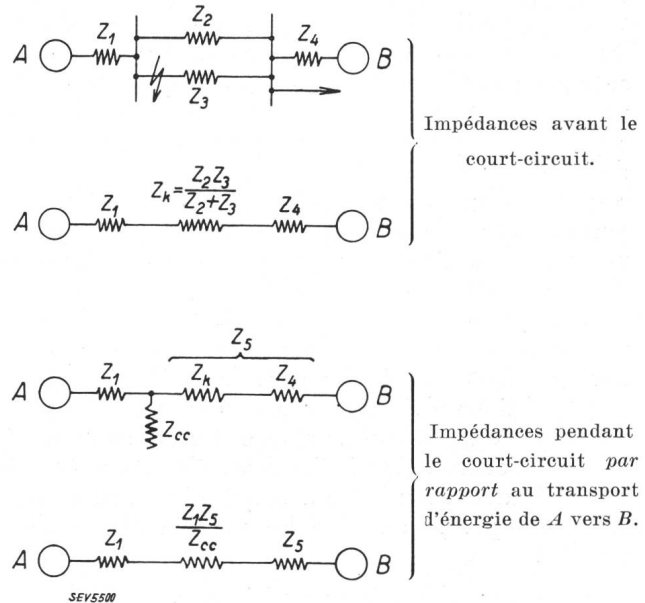 Z2
A Z1 Z4 B
Z3
Impédances avant le
court-circuit.
Zk = Z2Z3 / Z2+Z3
A Z1 Z4 B
Z5
A Z1 Zk Z4 B
Zcc
Impédances pendant
le court-circuit par
rapport au transport
d'énergie de A vers B.
Z1Z5 / Zcc
A Z1 Z5 B
SEV5500